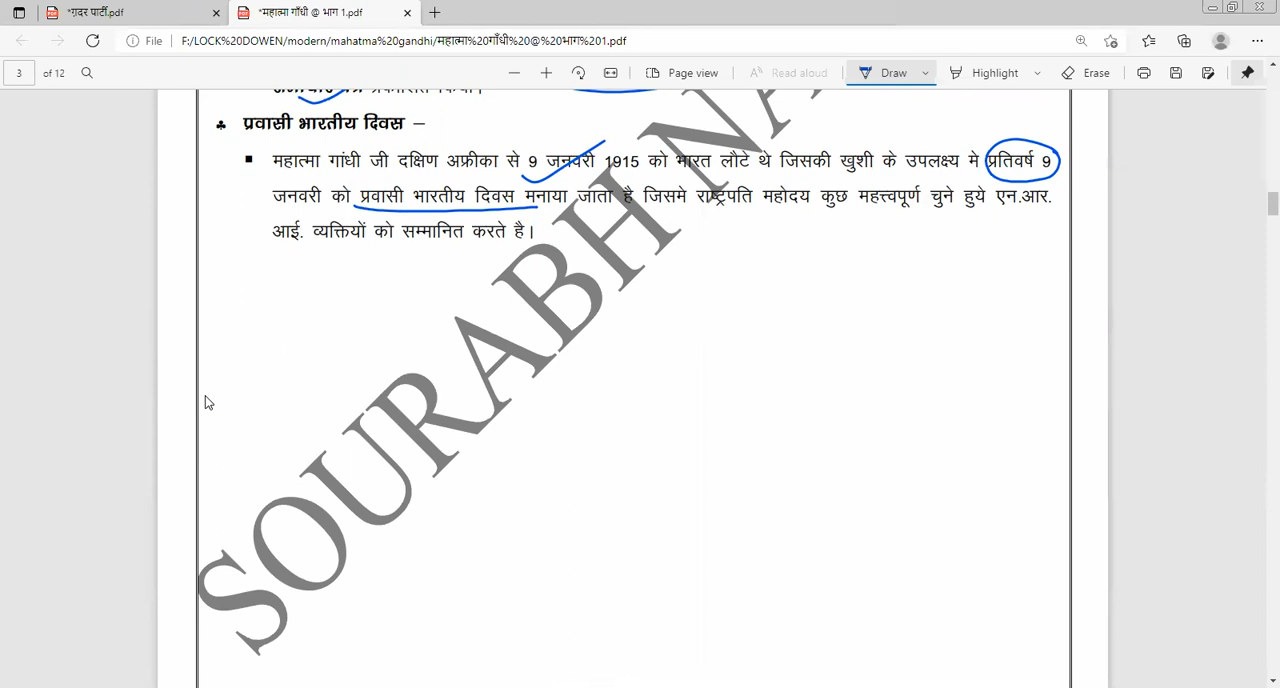 *ग़दर पार्टी.pdf
*महात्मा गाँधी @ भाग 1.pdf
File
F:/LOCK%20DOWEN/modern/mahatma%20gandhi/महात्मा%20गाँधी%20@%20भाग%201.pdf
3 of 12 Page view Read aloud Draw Highlight Erase
प्रवासी भारतीय दिवस –
महात्मा गांधी जी दक्षिण अफ्रीका से 9 जनवरी 1915 को भारत लौटे थे जिसकी खुशी के उपलक्ष्य मे प्रतिवर्ष 9
जनवरी को प्रवासी भारतीय दिवस मनाया जाता है जिसमे राष्ट्रपति महोदय कुछ महत्त्वपूर्ण चुने हुये एन.आर.
आई. व्यक्तियों को सम्मानित करते है।
SOURABH NA